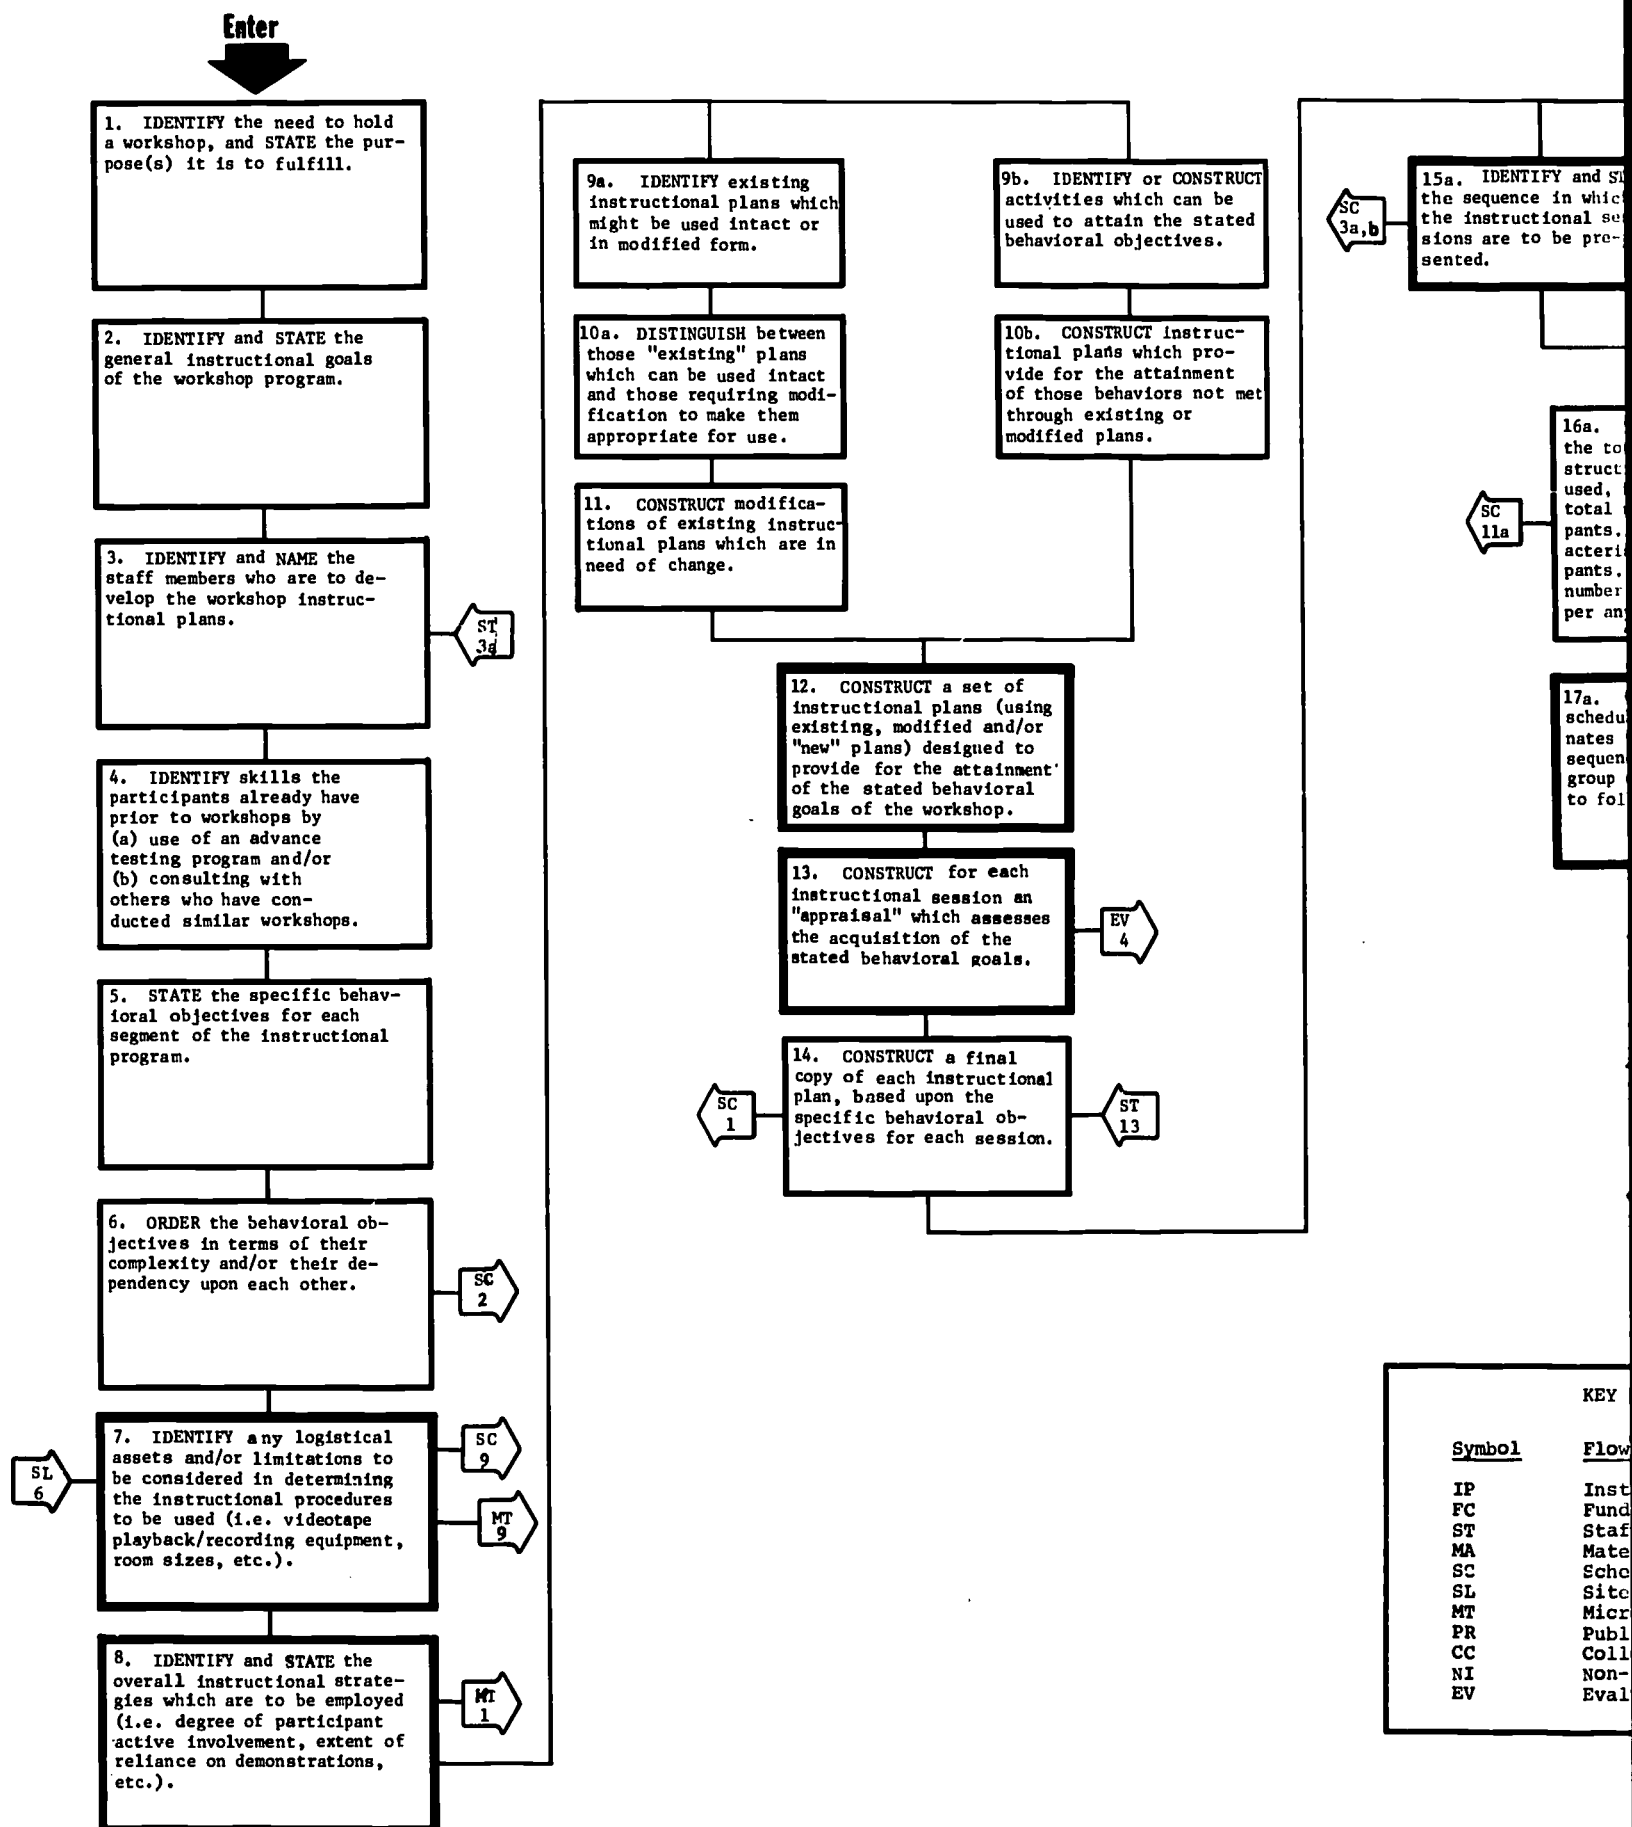 Enter
1. IDENTIFY the need to hold
a workshop, and STATE the pur-
pose(s) it is to fulfill.
2. IDENTIFY and STATE the
general instructional goals
of the workshop program.
3. IDENTIFY and NAME the
staff members who are to de-
velop the workshop instruc-
tional plans.
ST
3a
4. IDENTIFY skills the
participants already have
prior to workshops by
(a) use of an advance
testing program and/or
(b) consulting with
others who have con-
ducted similar workshops.
5. STATE the specific behav-
ioral objectives for each
segment of the instructional
program.
6. ORDER the behavioral ob-
jectives in terms of their
complexity and/or their de-
pendency upon each other.
SC
2
SL
6
7. IDENTIFY any logistical
assets and/or limitations to
be considered in determining
the instructional procedures
to be used (i.e. videotape
playback/recording equipment,
room sizes, etc.).
SC
9
MT
9
8. IDENTIFY and STATE the
overall instructional strate-
gies which are to be employed
(i.e. degree of participant
active involvement, extent of
reliance on demonstrations,
etc.).
MT
1
9a. IDENTIFY existing
instructional plans which
might be used intact or
in modified form.
10a. DISTINGUISH between
those "existing" plans
which can be used intact
and those requiring modi-
fication to make them
appropriate for use.
11. CONSTRUCT modifica-
tions of existing instruc-
tional plans which are in
need of change.
9b. IDENTIFY or CONSTRUCT
activities which can be
used to attain the stated
behavioral objectives.
10b. CONSTRUCT instruc-
tional plans which pro-
vide for the attainment
of those behaviors not met
through existing or
modified plans.
12. CONSTRUCT a set of
instructional plans (using
existing, modified and/or
"new" plans) designed to
provide for the attainment
of the stated behavioral
goals of the workshop.
13. CONSTRUCT for each
instructional session an
"appraisal" which assesses
the acquisition of the
stated behavioral goals.
EV
4
SC
1
14. CONSTRUCT a final
copy of each instructional
plan, based upon the
specific behavioral ob-
jectives for each session.
ST
13
SC
3a,b
15a. IDENTIFY and
the sequence in
the instructional
sions are to be pre-
sented.
SC
11a
16a.
the
used,
total
pants.
pants.
number
per
17a.
to
group
KEY
Symbol
IP
FC
ST
MA
SC
SL
MT
PR
CC
NI
EV